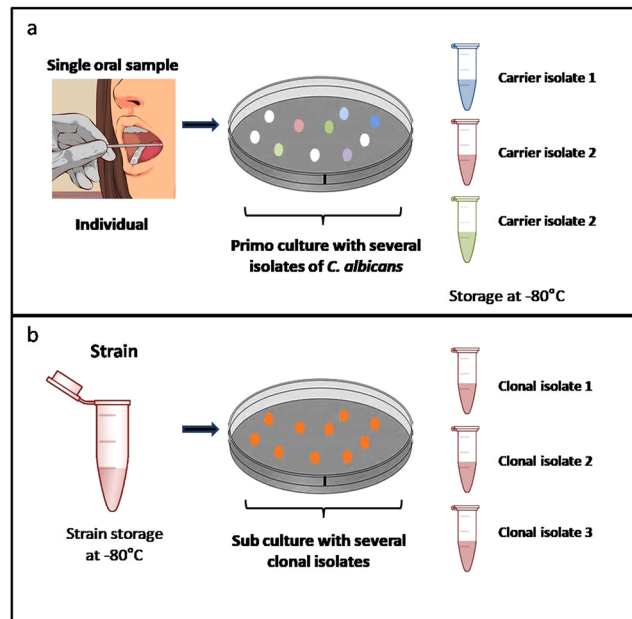 a
Single oral sample
Individual
Primo culture with several
isolates of C. albicans
Carrier isolate 1
Carrier isolate 2
Carrier isolate 2
Storage at -80°C
b
Strain
Strain storage
at -80°C
Sub culture with several
clonal isolates
Clonal isolate 1
Clonal isolate 2
Clonal isolate 3